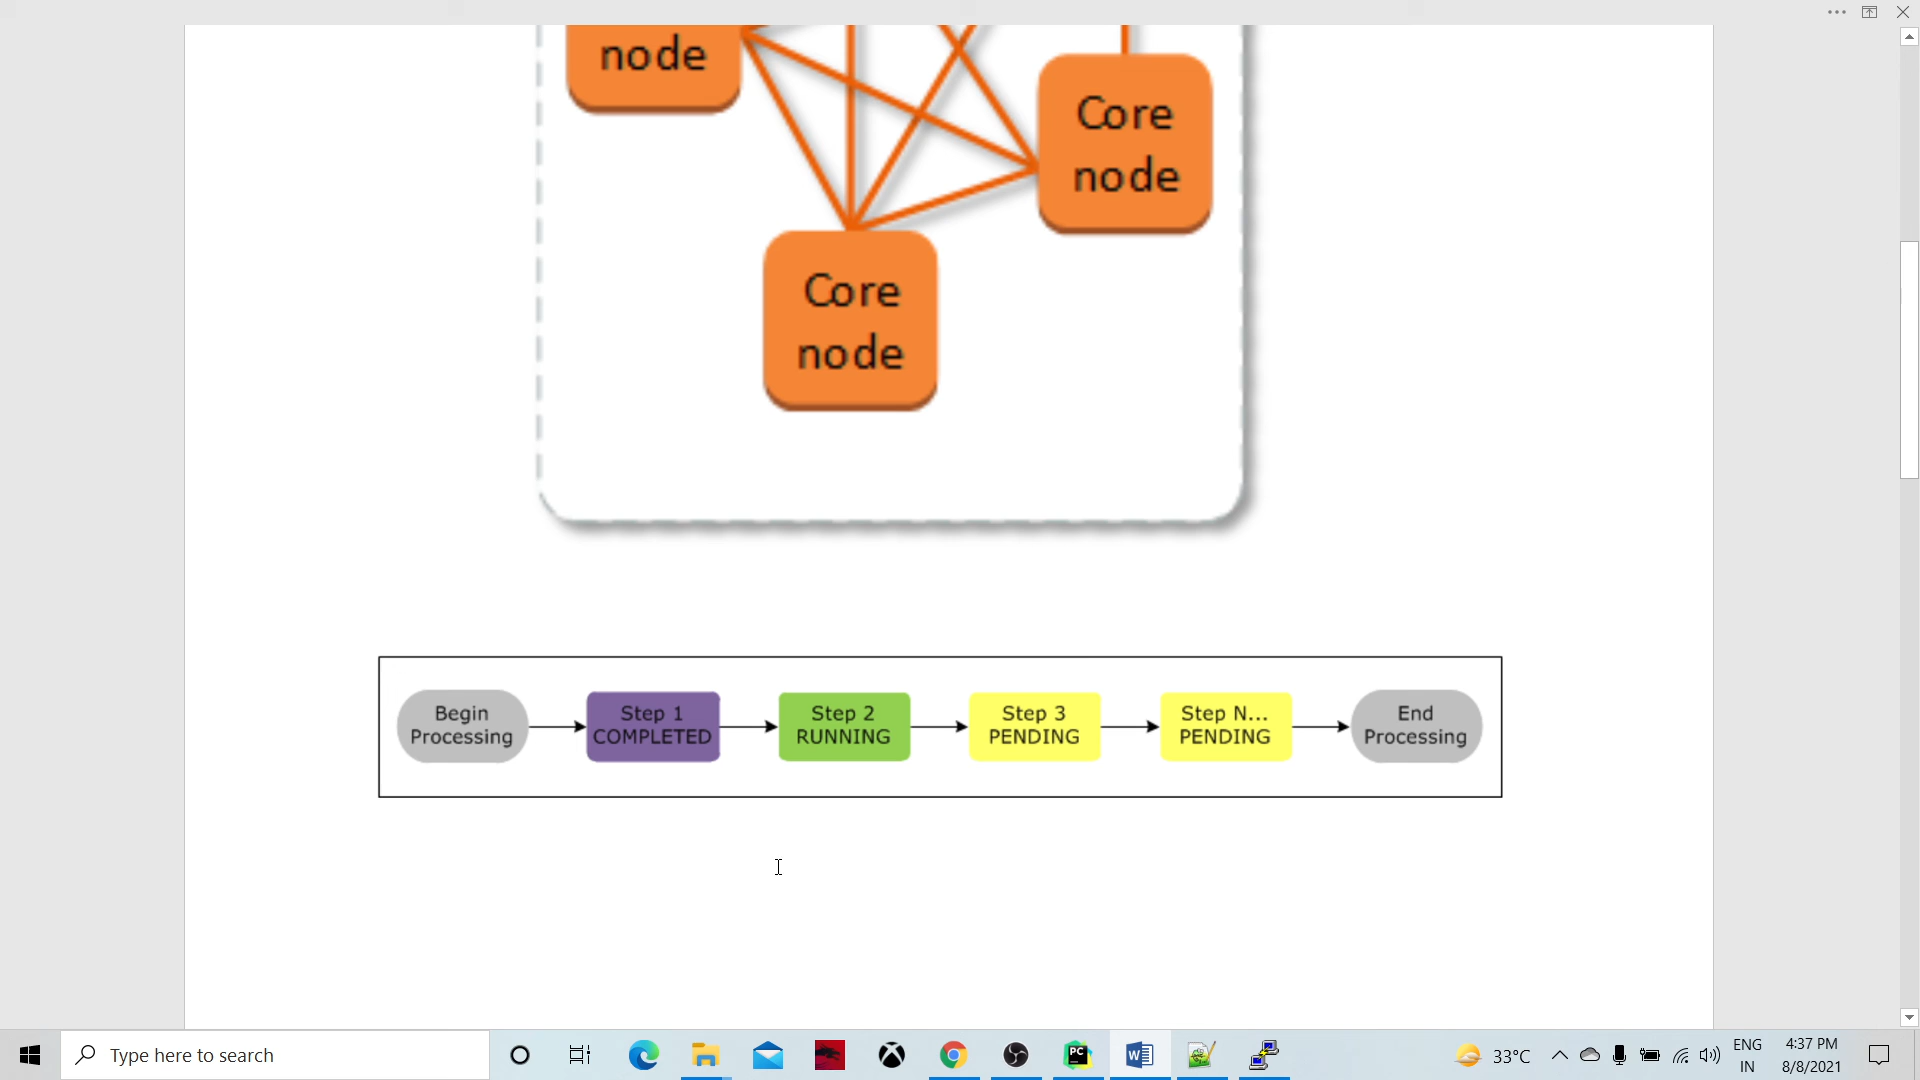 node
Core
node
Core
node
Begin
Processing
Step 1
COMPLETED
Step 2
RUNNING
Step 3
PENDING
Step N...
PENDING
End
Processing
Type here to search
PC
W
33°C
ENG
IN
4:37 PM
8/8/2021